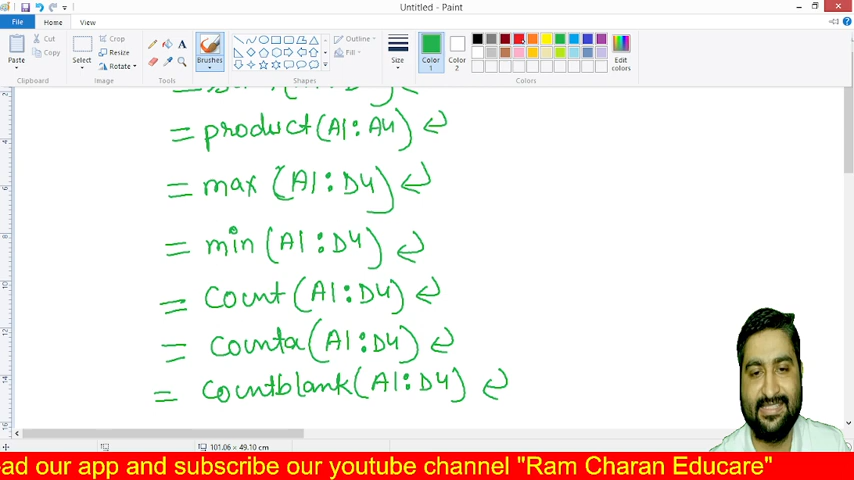 Untitled - Paint
File Home View
Paste
Cut
Copy
Clipboard
Select
Crop
Resize
Rotate
Image
Tools
Brushes
Shapes
Outline
Fill
Size
Color 1
Color 2
Edit colors
Colors
= product(A1:A4) ↵
= max (A1:D4) ↵
= min (A1:D4) ↵
= count (A1:D4) ↵
= counta(A1:D4) ↵
= countblank(A1:D4) ↵
101.06 × 49.10 cm
ad our app and subscribe our youtube channel "Ram Charan Educare"